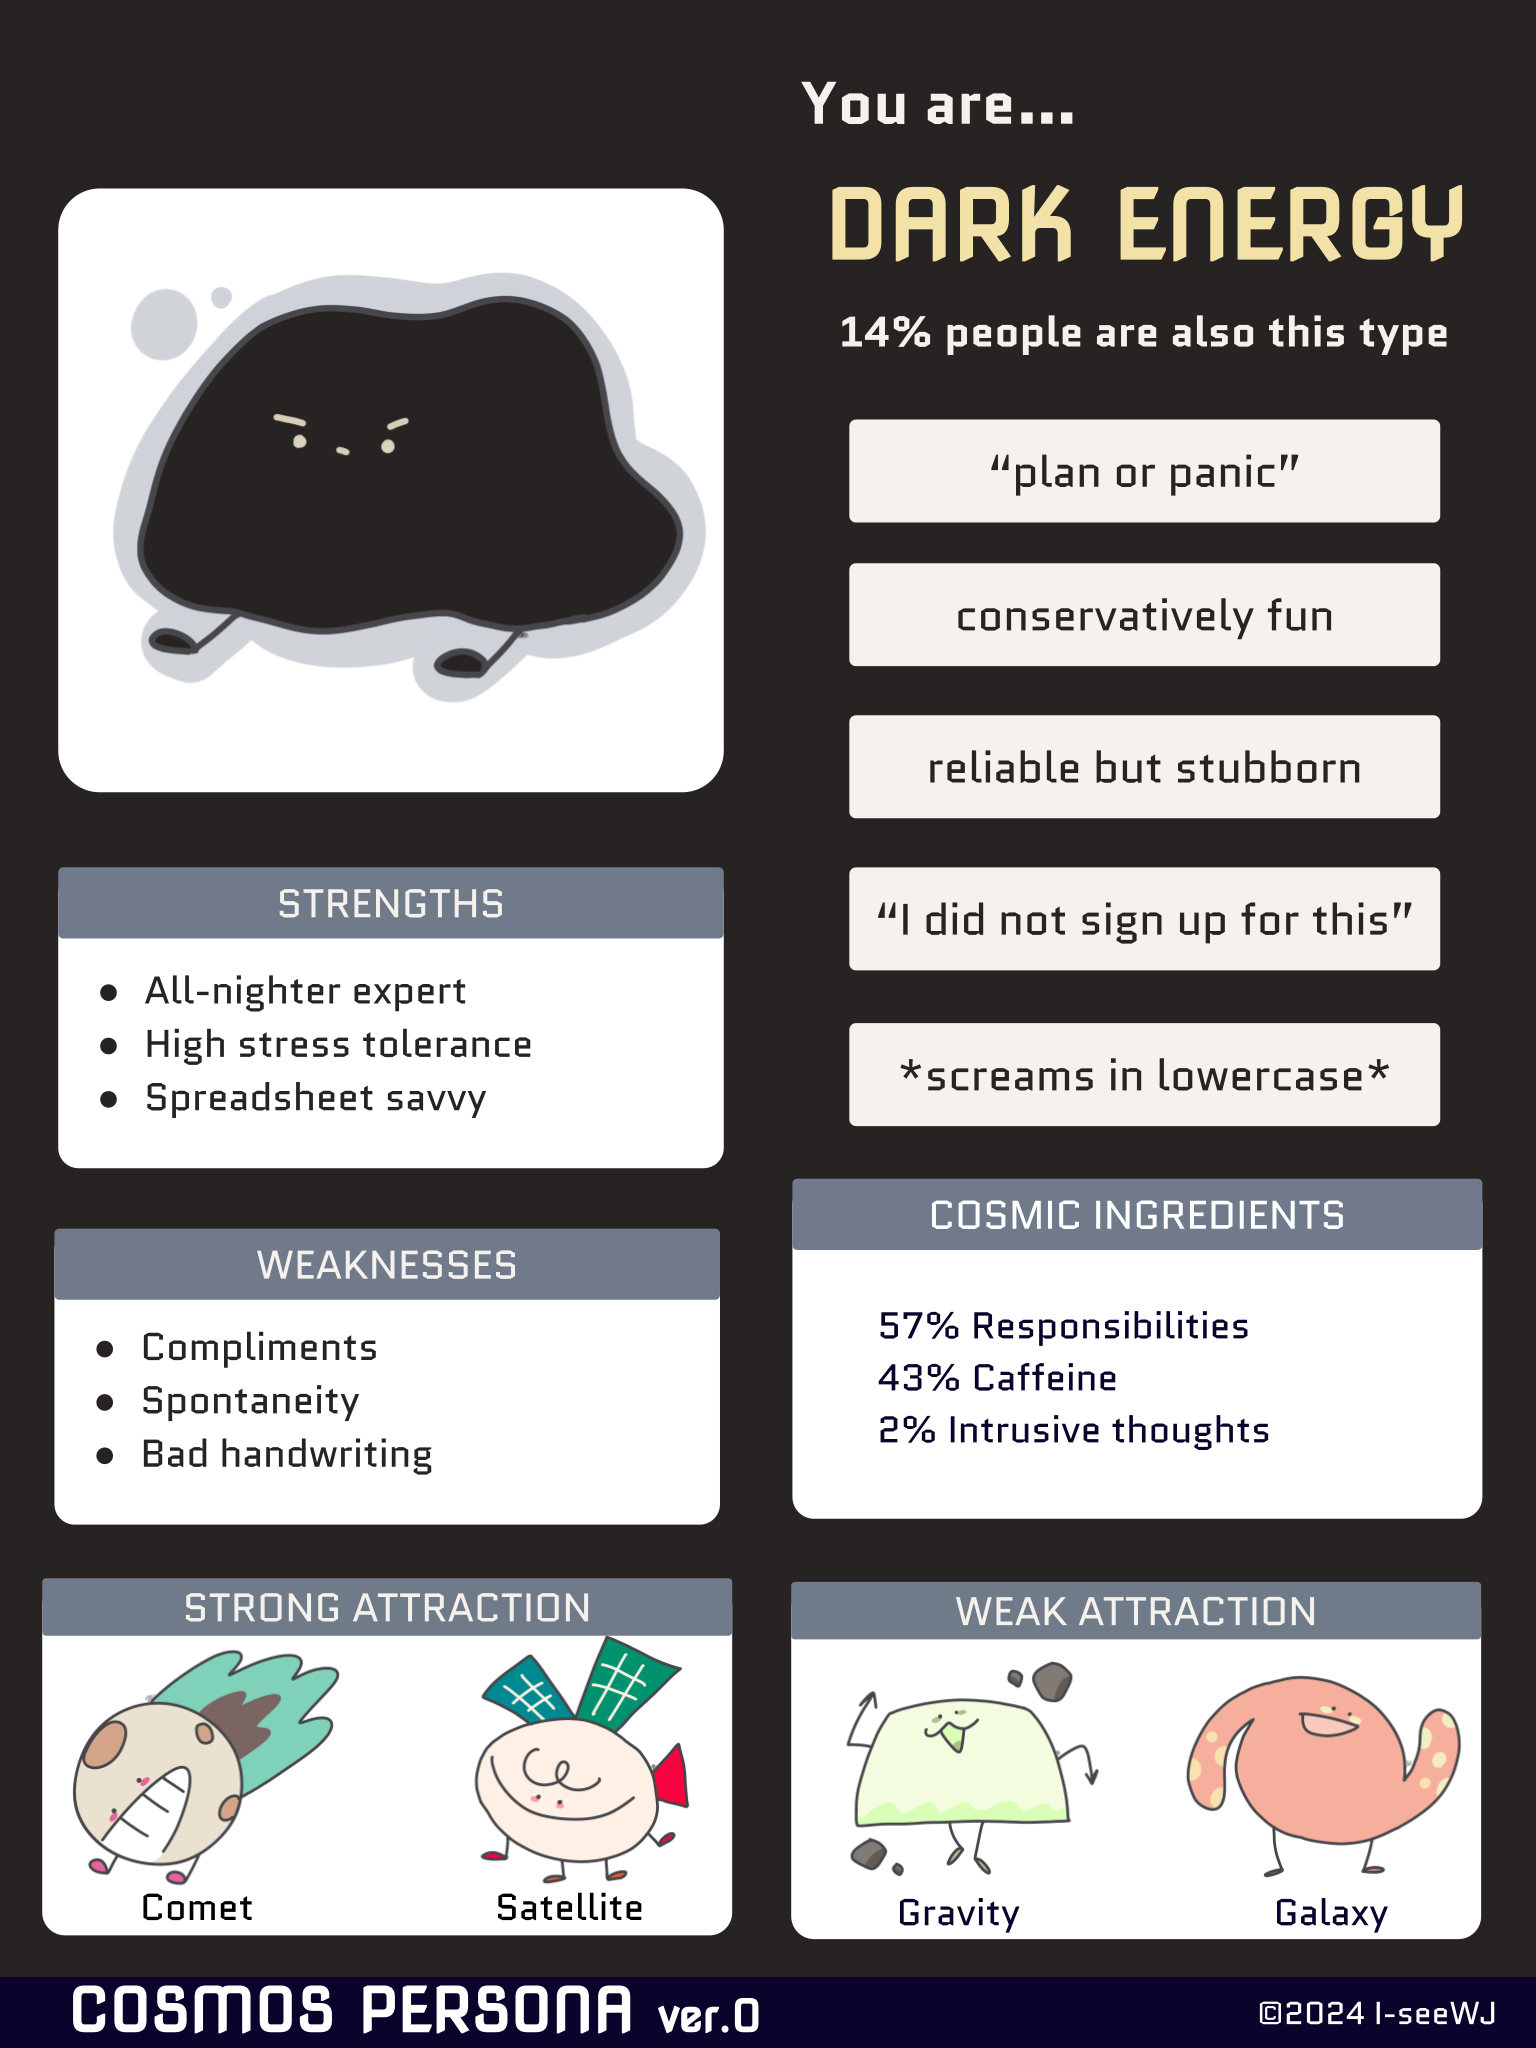 You are...
DARK ENERGY
14% people are also this type
“plan or panic”
conservatively fun
reliable but stubborn
“I did not sign up for this”
*screams in lowercase*
STRENGTHS
● All-nighter expert
● High stress tolerance
● Spreadsheet savvy
WEAKNESSES
● Compliments
● Spontaneity
● Bad handwriting
COSMIC INGREDIENTS
57% Responsibilities
43% Caffeine
2% Intrusive thoughts
STRONG ATTRACTION
Comet
Satellite
WEAK ATTRACTION
Gravity
Galaxy
COSMOS PERSONA ver.0
©2024 I-seeWJ